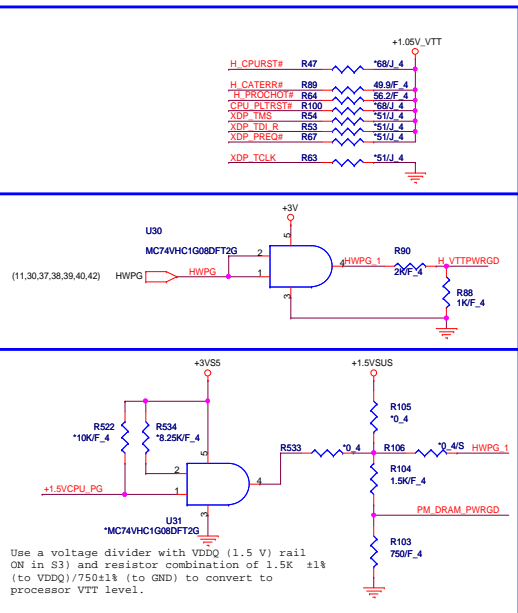 +1.05V_VTT
H_CPURST# R47 *68/J_4
H_CATERR# R89 49.9/F_4
H_PROCHOT# R64 56.2/F_4
CPU_PLTRST# R100 *68/J_4
XDP_TMS R54 *51/J_4
XDP_TDI_R R53 *51/J_4
XDP_PREQ# R67 *51/J_4
XDP_TCLK R63 *51/J_4
+3V
U30
MC74VHC1G08DFT2G
5
2
1
4
3
(11,30,37,38,39,40,42) HWPG HWPG
HWPG_1 R90 H_VTTPWRGD
2K/F_4
R88
1K/F_4
+3VS5
+1.5VSUS
R105
*0_4
R522 R534
*10K/F_4 *8.25K/F_4
R533 *0_4 R106 *0_4/S HWPG_1
5
2
1
4
3
R104
1.5K/F_4
+1.5VCPU_PG
PM_DRAM_PWRGD
U31
*MC74VHC1G08DFT2G
R103
750/F_4
Use a voltage divider with VDDQ (1.5 V) rail
ON in S3) and resistor combination of 1.5K ±1%
(to VDDQ)/750±1% (to GND) to convert to
processor VTT level.